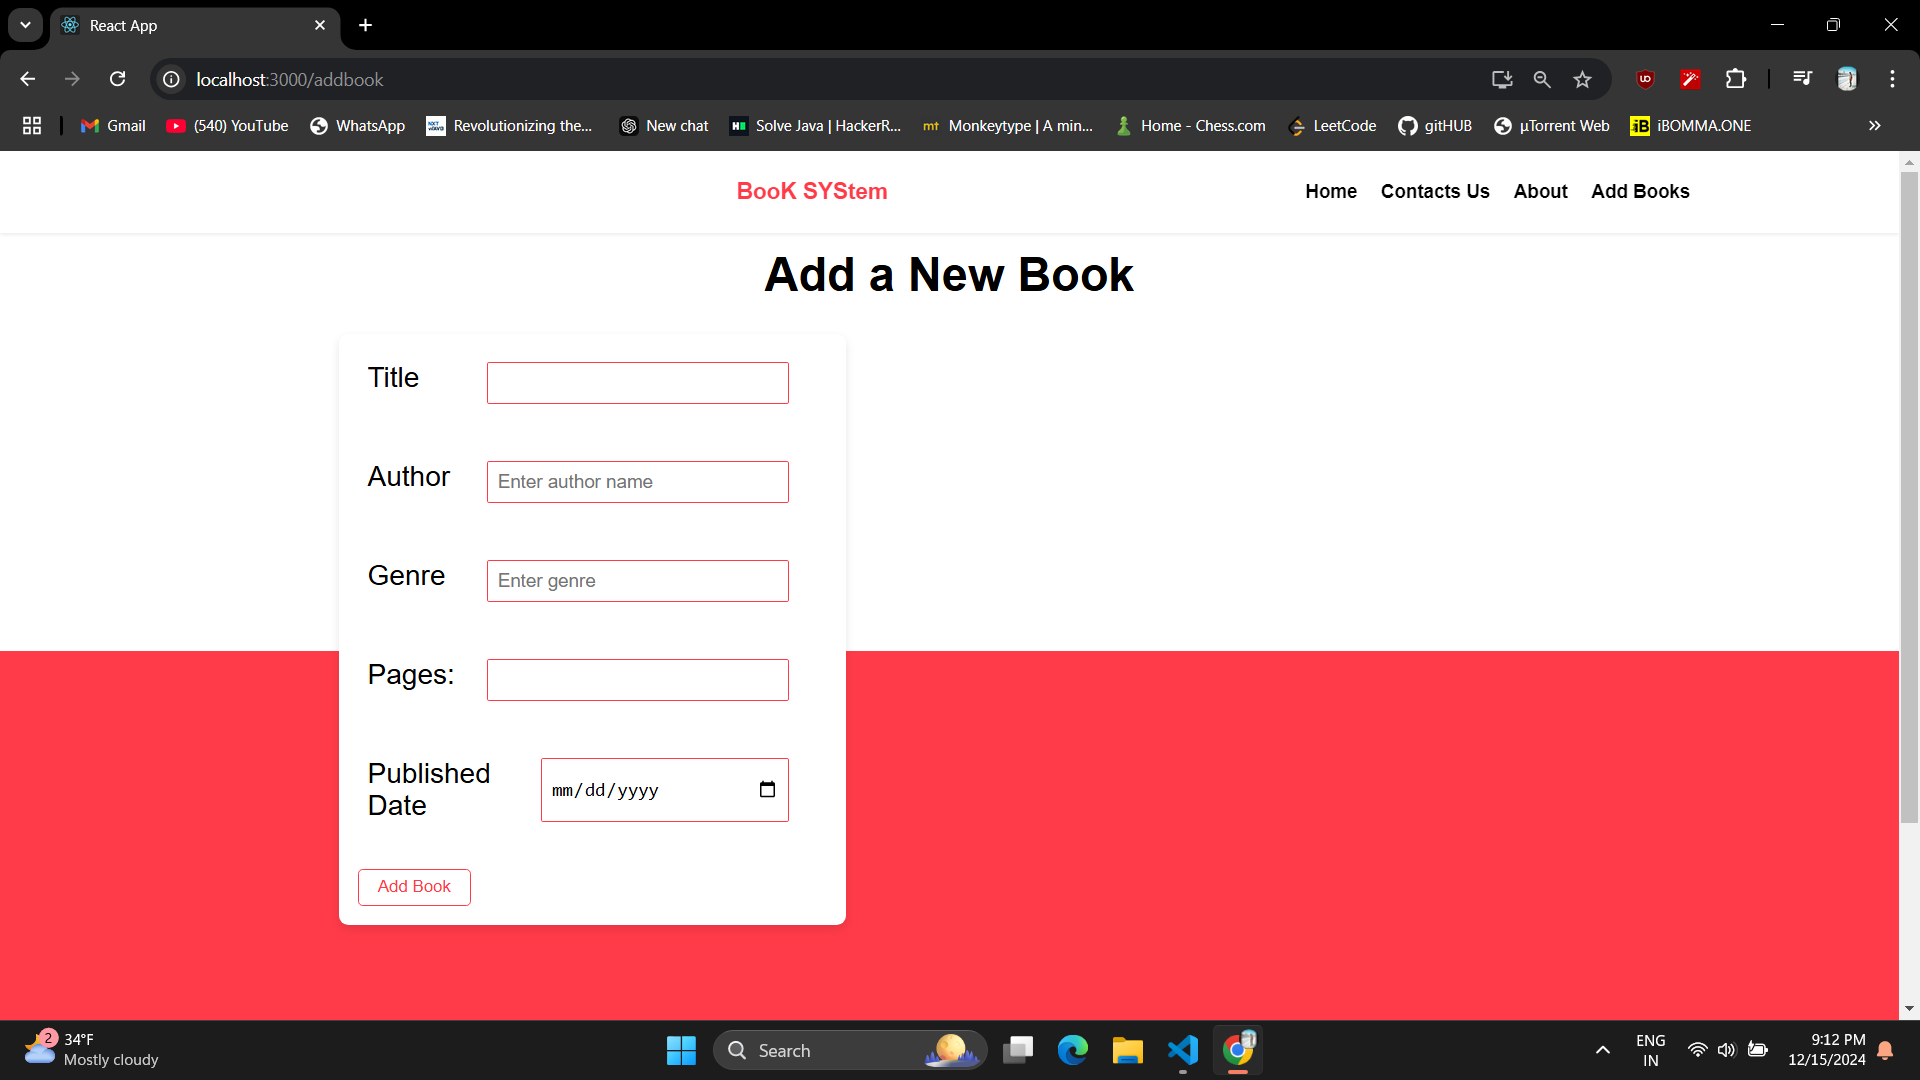 React App
localhost:3000/addbook
Gmail (540) YouTube WhatsApp Revolutionizing the... New chat Solve Java | HackerR... Monkeytype | A min... Home - Chess.com LeetCode gitHUB µTorrent Web iBOMMA.ONE
BooK SYStem Home Contacts Us About Add Books
Add a New Book
Title
Author Enter author name
Genre Enter genre
Pages:
Published
Date
mm/dd/yyyy
Add Book
2
34°F
Mostly cloudy
Search
ENG
IN
9:12 PM
12/15/2024